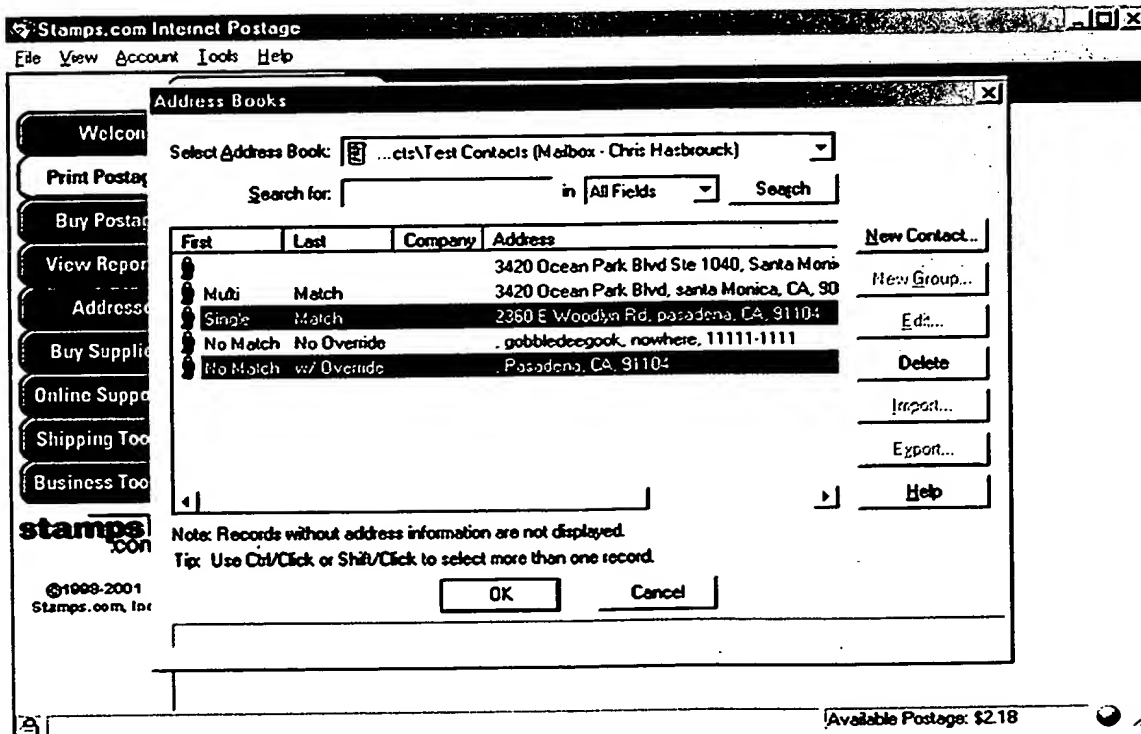 Stamps.com Internet Postage
File View Account Tools Help
Address Books
Welcom
Print Postag
Buy Postag
View Repor
Addresse
Buy Supplie
Online Suppo
Shipping Too
Business Too
stamps
.con
©1998-2001
Stamps.com, Inc
Select Address Book: ...cts\Test Contacts (Mailbox - Chris Hasbrouck)
Search for: in All Fields Search
First Last Company Address
3420 Ocean Park Blvd Ste 1040, Santa Moni
Multi Match 3420 Ocean Park Blvd, santa Monica, CA, 90
Single Match 2360 E Woodlyn Rd, pasadena, CA, 91104
No Match No Override , gobbledeegook, nowhere, 11111-1111
No Match w/ Override , Pasadena, CA, 91104
New Contact...
New Group...
Edit...
Delete
Import...
Export...
Help
Note: Records without address information are not displayed.
Tip: Use Ctrl/Click or Shift/Click to select more than one record.
OK Cancel
Available Postage: $2.18